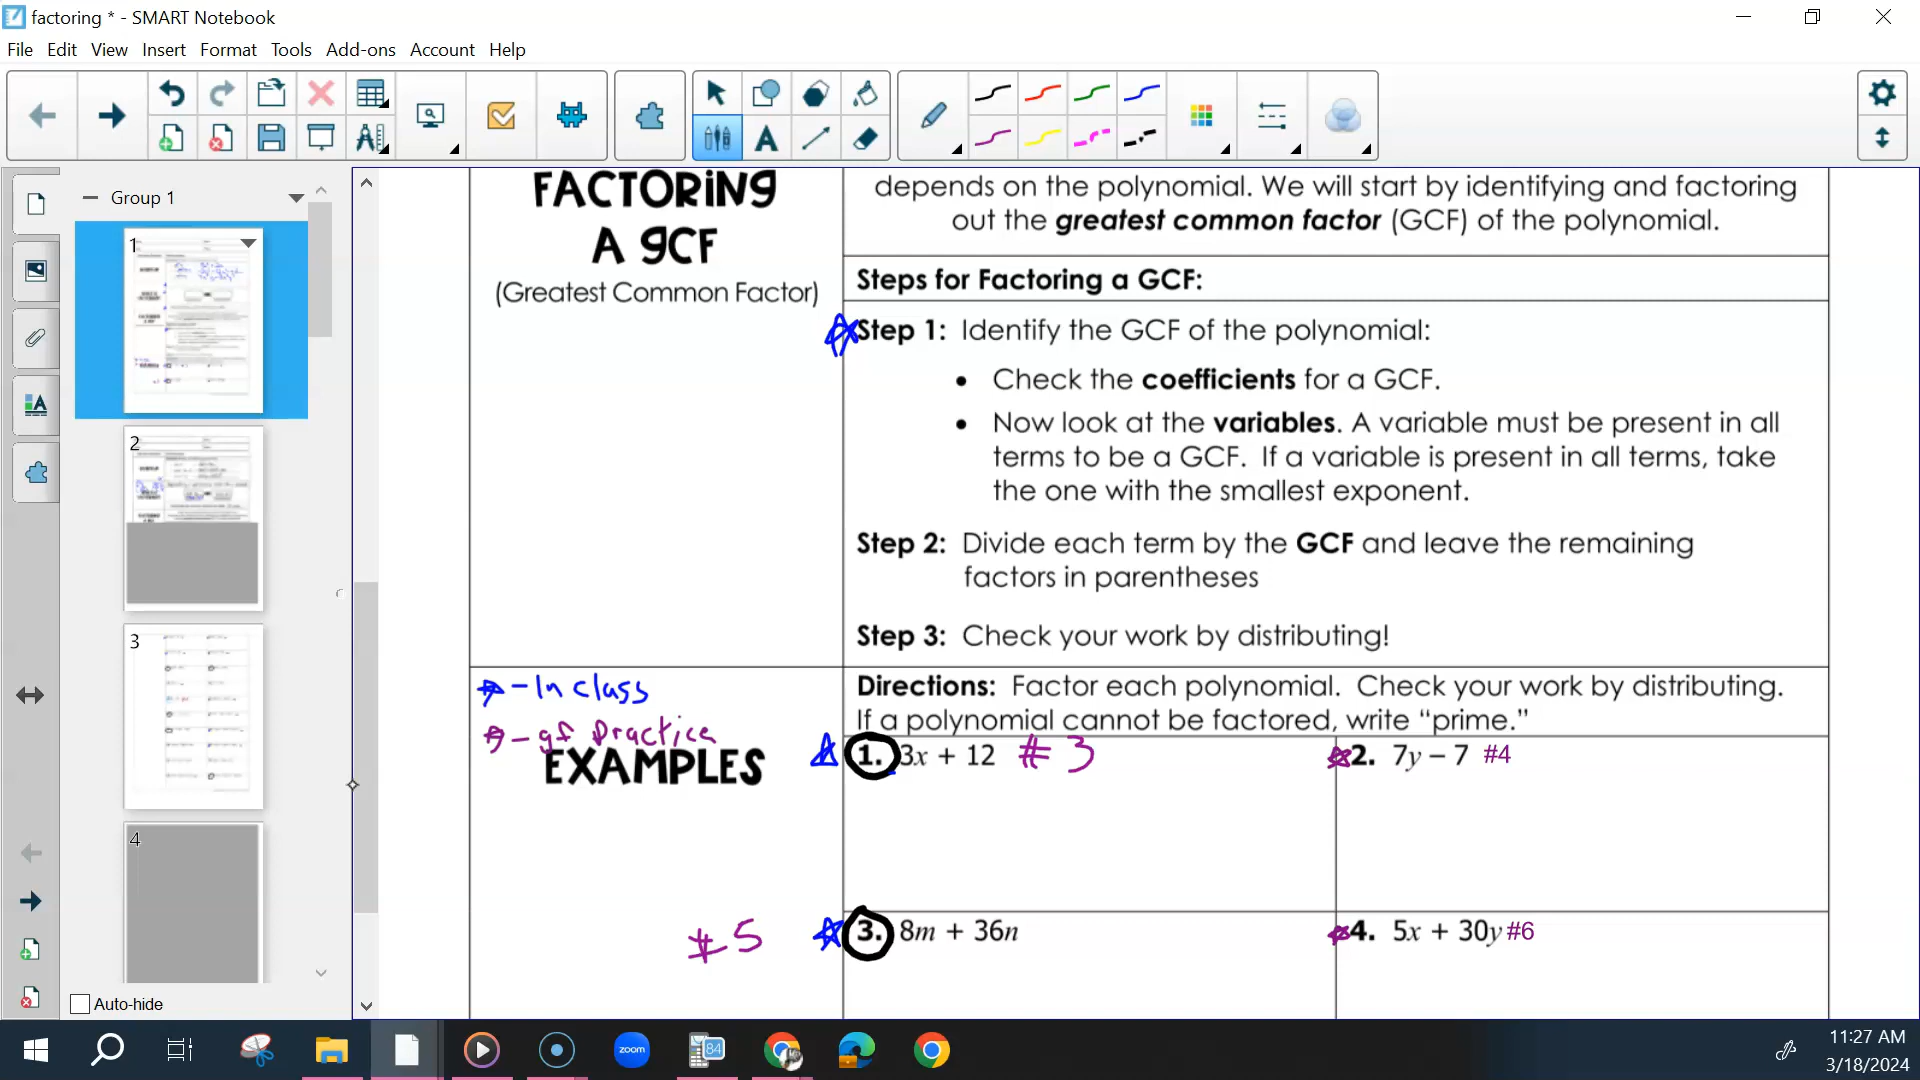 factoring * - SMART Notebook
File Edit View Insert Format Tools Add-ons Account Help
Group 1
1
2
3
4
Auto-hide
FACTORING
A GCF
(Greatest Common Factor)
depends on the polynomial. We will start by identifying and factoring
out the greatest common factor (GCF) of the polynomial.
Steps for Factoring a GCF:
Step 1: Identify the GCF of the polynomial:
• Check the coefficients for a GCF.
• Now look at the variables. A variable must be present in all
terms to be a GCF. If a variable is present in all terms, take
the one with the smallest exponent.
Step 2: Divide each term by the GCF and leave the remaining
factors in parentheses
Step 3: Check your work by distributing!
- In class
- gf Practice
EXAMPLES
Directions: Factor each polynomial. Check your work by distributing.
If a polynomial cannot be factored, write “prime.”
1. 3x + 12 #3
2. 7y – 7 #4
#5
3. 8m + 36n
4. 5x + 30y #6
zoom
84
11:27 AM
3/18/2024